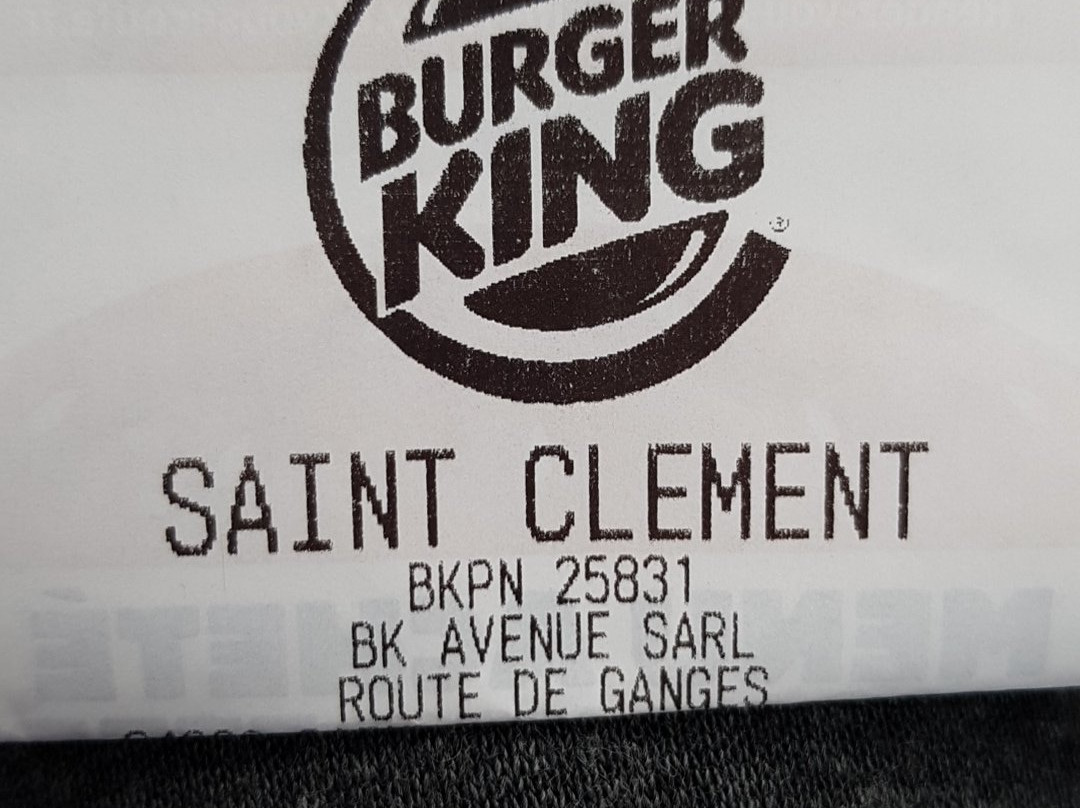 BURGER
KING
®
SAINT CLEMENT
BKPN 25831
BK AVENUE SARL
ROUTE DE GANGES